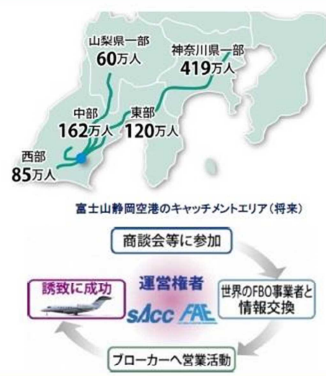 山梨県一部
60万人
神奈川県一部
419万人
中部
162万人
東部
120万人
西部
85万人
富士山静岡空港のキャッチメントエリア（将来）
商談会等に参加
誘致に成功
運営権者
sACC FAE
世界のFBO事業者と
情報交換
ブローカーへ営業活動